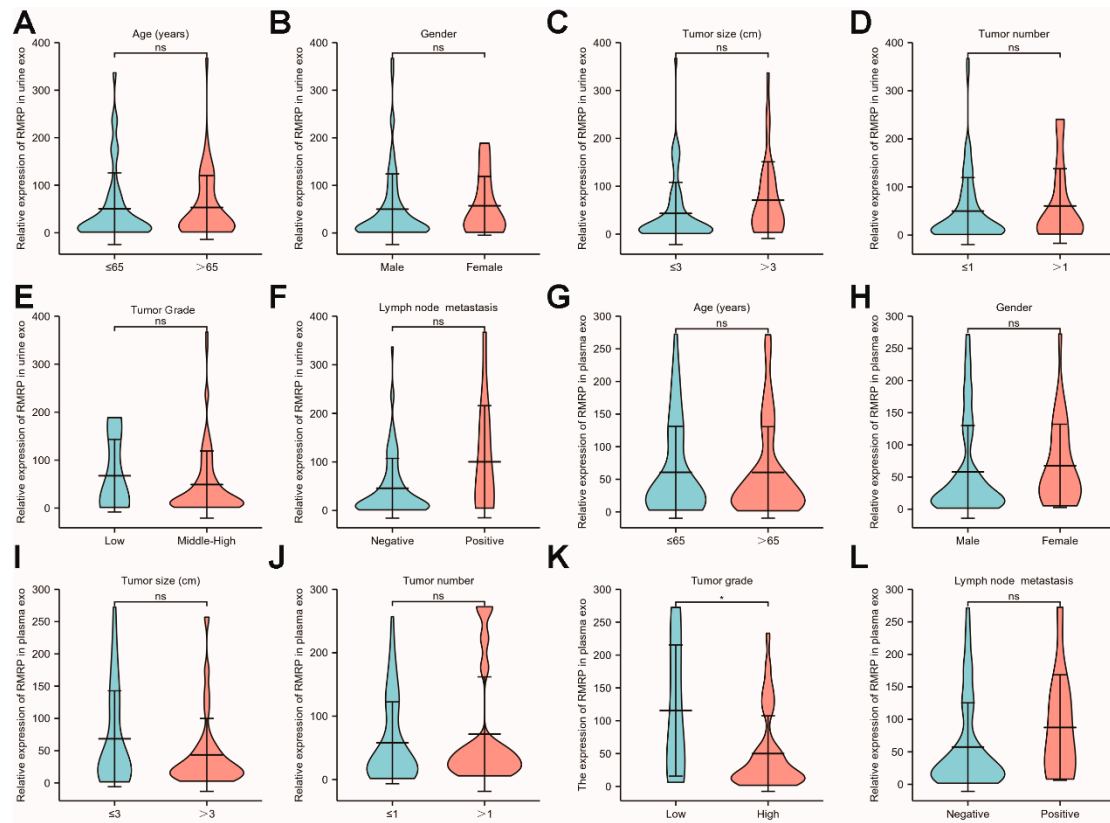 A
Age (years)
ns
Relative expression of RMRP in urine exo
400
300
200
100
0
≤65
>65
B
Gender
ns
Relative expression of RMRP in urine exo
400
300
200
100
0
Male
Female
C
Tumor size (cm)
ns
Relative expression of RMRP in urine exo
400
300
200
100
0
≤3
>3
D
Tumor number
ns
Relative expression of RMRP in urine exo
400
300
200
100
0
≤1
>1
E
Tumor Grade
ns
Relative expression of RMRP in urine exo
400
300
200
100
0
Low
Middle-High
F
Lymph node metastasis
ns
Relative expression of RMRP in urine exo
400
300
200
100
0
Negative
Positive
G
Age (years)
ns
Relative expression of RMRP in plasma exo
300
250
200
150
100
50
0
≤65
>65
H
Gender
ns
Relative expression of RMRP in plasma exo
300
250
200
150
100
50
0
Male
Female
I
Tumor size (cm)
ns
Relative expression of RMRP in plasma exo
300
250
200
150
100
50
0
≤3
>3
J
Tumor number
ns
Relative expression of RMRP in plasma exo
300
200
100
0
≤1
>1
K
Tumor grade
*
The expression of RMRP in plasma exo
300
250
200
150
100
50
0
Low
High
L
Lymph node metastasis
ns
Relative expression of RMRP in plasma exo
300
250
200
150
100
50
0
Negative
Positive